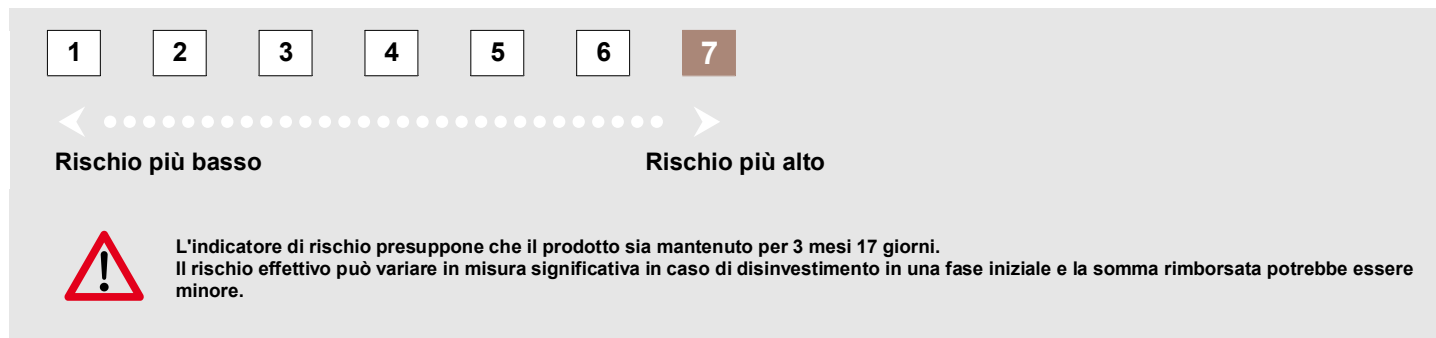 1 2 3 4 5 6 7
Rischio più basso Rischio più alto
L'indicatore di rischio presuppone che il prodotto sia mantenuto per 3 mesi 17 giorni.
Il rischio effettivo può variare in misura significativa in caso di disinvestimento in una fase iniziale e la somma rimborsata potrebbe essere
minore.